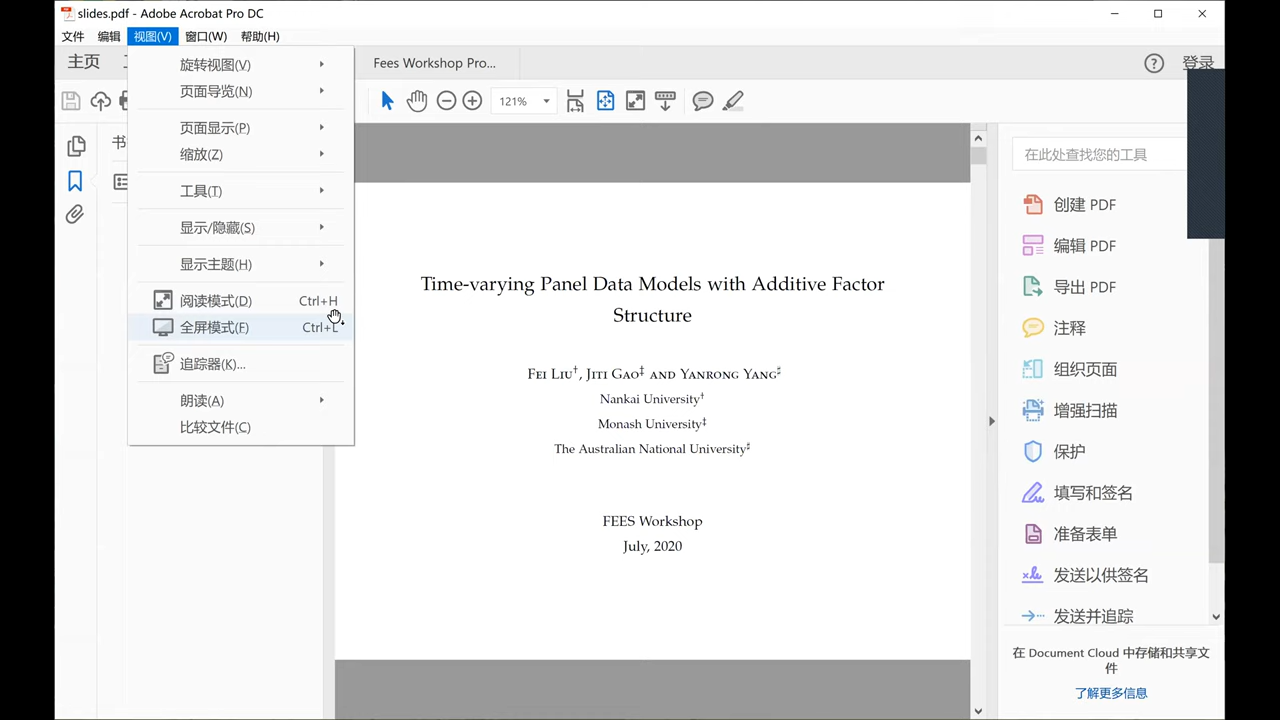 slides.pdf - Adobe Acrobat Pro DC
文件 编辑 视图(V) 窗口(W) 帮助(H)
主页
Fees Workshop Pro...
登录
121%
旋转视图(V)
页面导览(N)
页面显示(P)
缩放(Z)
工具(T)
显示/隐藏(S)
显示主题(H)
阅读模式(D) Ctrl+H
全屏模式(F) Ctrl+L
追踪器(K)...
朗读(A)
比较文件(C)
Time-varying Panel Data Models with Additive Factor
Structure
Fei Liu†, Jiti Gao‡ and Yanrong Yang♯
Nankai University†
Monash University‡
The Australian National University♯
FEES Workshop
July, 2020
在此处查找您的工具
创建 PDF
编辑 PDF
导出 PDF
注释
组织页面
增强扫描
保护
填写和签名
准备表单
发送以供签名
发送并追踪
在 Document Cloud 中存储和共享文
件
了解更多信息